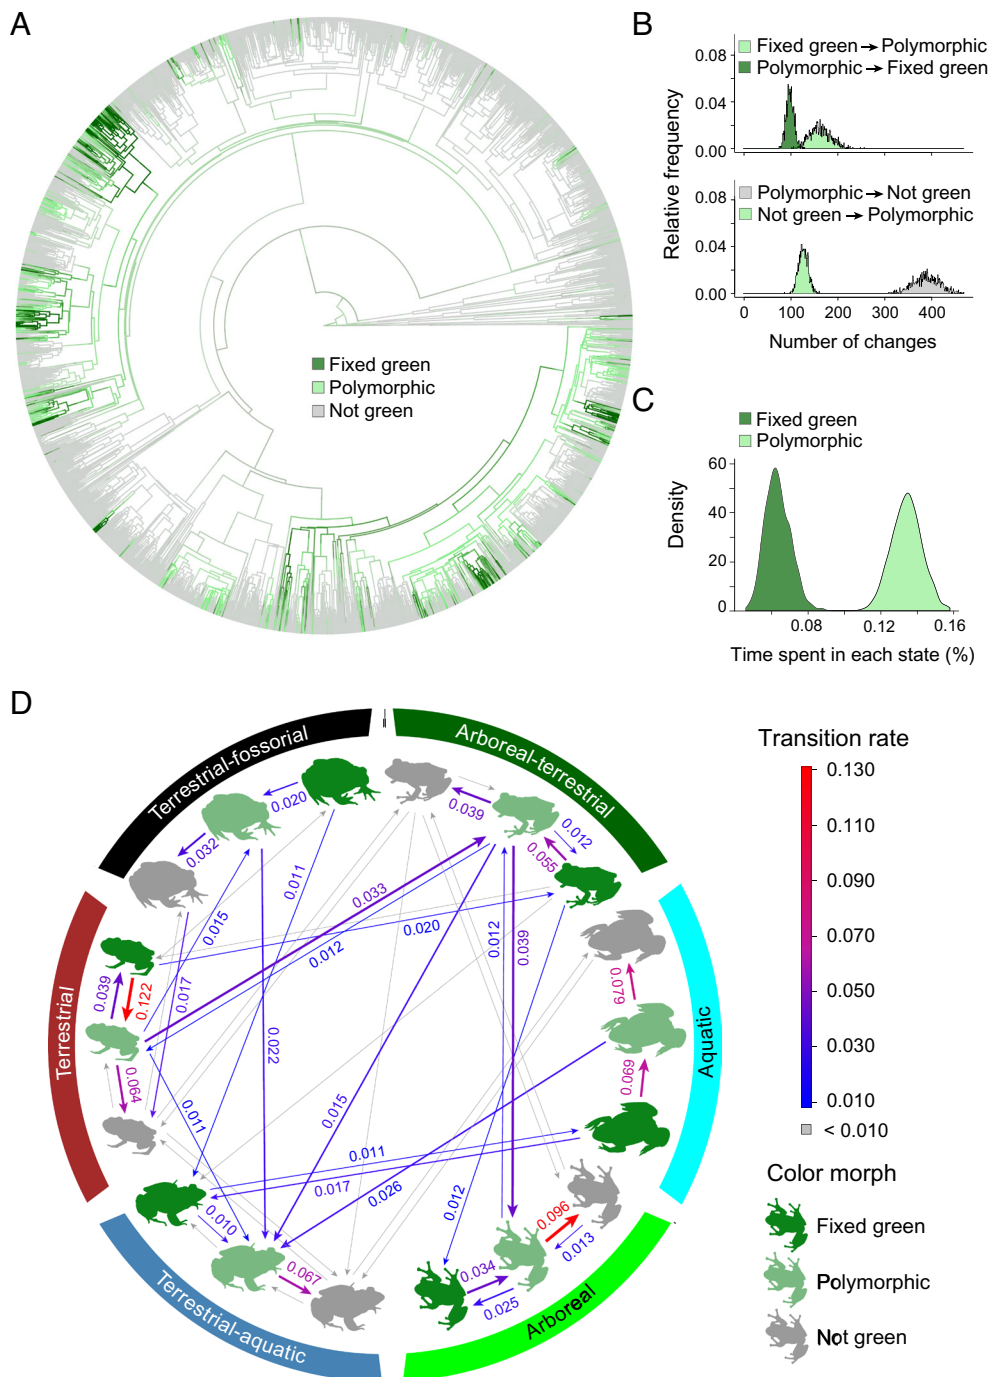 A
Fixed green
Polymorphic
Not green
B
Fixed green → Polymorphic
Polymorphic → Fixed green
0.08
0.04
0.00
Polymorphic → Not green
Not green → Polymorphic
0.08
0.04
0.00
0
100
200
300
400
Relative frequency
Number of changes
C
Fixed green
Polymorphic
60
40
20
0
Density
0.08
0.12
0.16
Time spent in each state (%)
D
Terrestrial-fossorial
Arboreal-terrestrial
Aquatic
Arboreal
Terrestrial-aquatic
Terrestrial
0.020
0.032
0.039
0.012
0.055
0.011
0.033
0.015
0.012
0.020
0.017
0.039
0.122
0.064
0.022
0.012
0.039
0.079
0.069
0.015
0.011
0.011
0.017
0.026
0.012
0.010
0.067
0.096
0.013
0.034
0.025
Transition rate
0.130
0.110
0.090
0.070
0.050
0.030
0.010
< 0.010
Color morph
Fixed green
Polymorphic
Not green